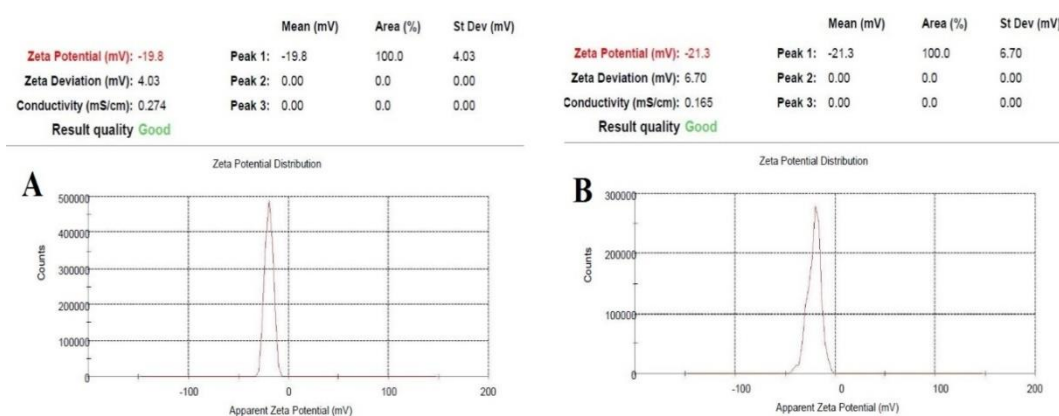 Mean (mV) Area (%) St Dev (mV)
Zeta Potential (mV): -19.8 Peak 1: -19.8 100.0 4.03
Zeta Deviation (mV): 4.03 Peak 2: 0.00 0.0 0.00
Conductivity (mS/cm): 0.274 Peak 3: 0.00 0.0 0.00
Result quality Good
Zeta Potential Distribution
A
500000
400000
300000
200000
100000
0
Counts
-100 0 100 200
Apparent Zeta Potential (mV)
Mean (mV) Area (%) St Dev (mV)
Zeta Potential (mV): -21.3 Peak 1: -21.3 100.0 6.70
Zeta Deviation (mV): 6.70 Peak 2: 0.00 0.0 0.00
Conductivity (mS/cm): 0.165 Peak 3: 0.00 0.0 0.00
Result quality Good
Zeta Potential Distribution
B
300000
200000
100000
0
Counts
-100 0 100 200
Apparent Zeta Potential (mV)